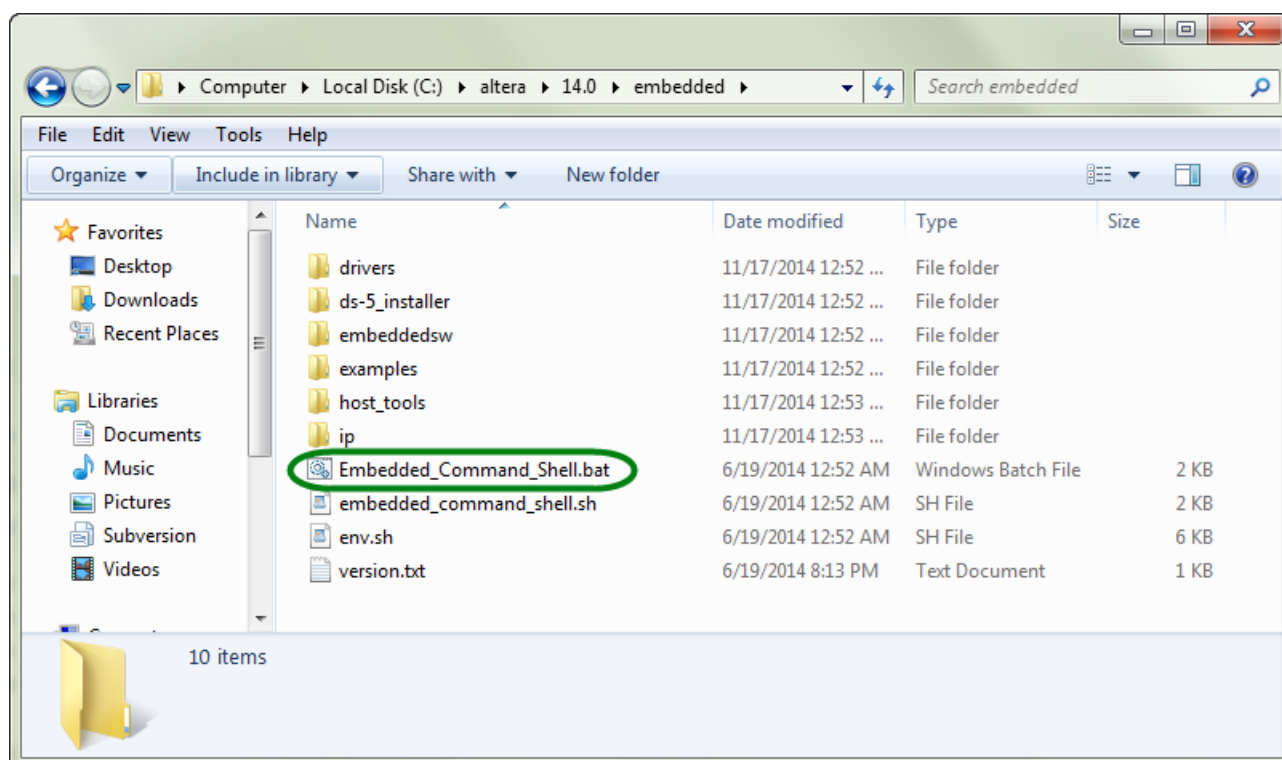 Computer Local Disk (C:) altera 14.0 embedded Search embedded
File Edit View Tools Help
Organize Include in library Share with New folder
Name Date modified Type Size
Favorites
Desktop
Downloads
Recent Places
Libraries
Documents
Music
Pictures
Subversion
Videos
drivers 11/17/2014 12:52 ... File folder
ds-5_installer 11/17/2014 12:52 ... File folder
embeddedsw 11/17/2014 12:52 ... File folder
examples 11/17/2014 12:52 ... File folder
host_tools 11/17/2014 12:53 ... File folder
ip 11/17/2014 12:53 ... File folder
Embedded_Command_Shell.bat 6/19/2014 12:52 AM Windows Batch File 2 KB
embedded_command_shell.sh 6/19/2014 12:52 AM SH File 2 KB
env.sh 6/19/2014 12:52 AM SH File 6 KB
version.txt 6/19/2014 8:13 PM Text Document 1 KB
10 items